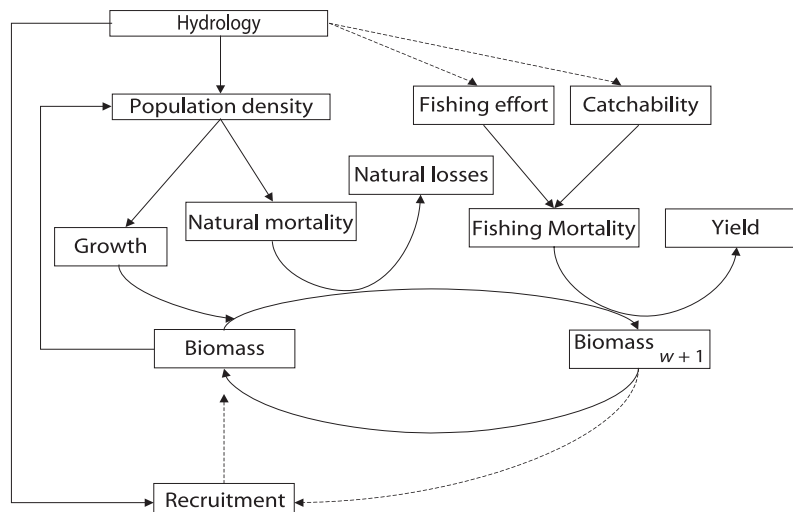 Hydrology
Population density
Fishing effort
Catchability
Natural losses
Natural mortality
Fishing Mortality
Yield
Growth
Biomass
Biomass
w + 1
Recruitment